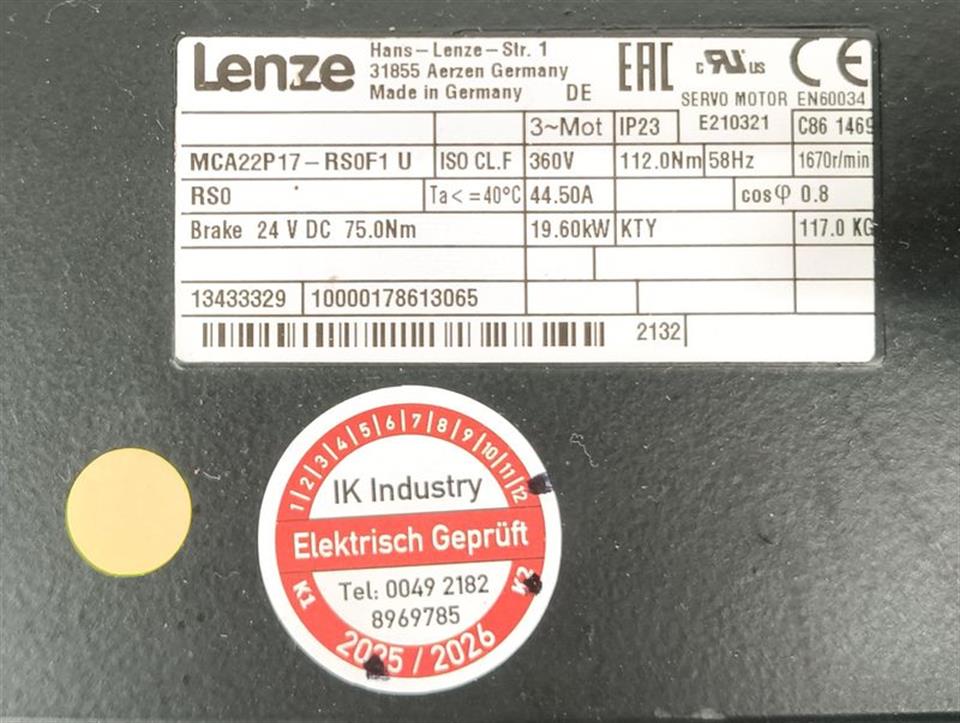 Lenze
Hans-Lenze-Str. 1
31855 Aerzen Germany
Made in Germany DE
EAC
c RU us
CE
SERVO MOTOR EN60034
3~Mot IP23 E210321 C86 1469
MCA22P17-RS0F1 U ISO CL.F 360V 112.0Nm 58Hz 1670r/min
RS0 Ta<=40°C 44.50A cosφ 0.8
Brake 24 V DC 75.0Nm 19.60kW KTY 117.0 KG
13433329 10000178613065
2132
1|2|3|4|5|6|7|8|9|10|11|12
IK Industry
Elektrisch Geprüft
Tel: 0049 2182
8969785
K1 K2
2025 / 2026